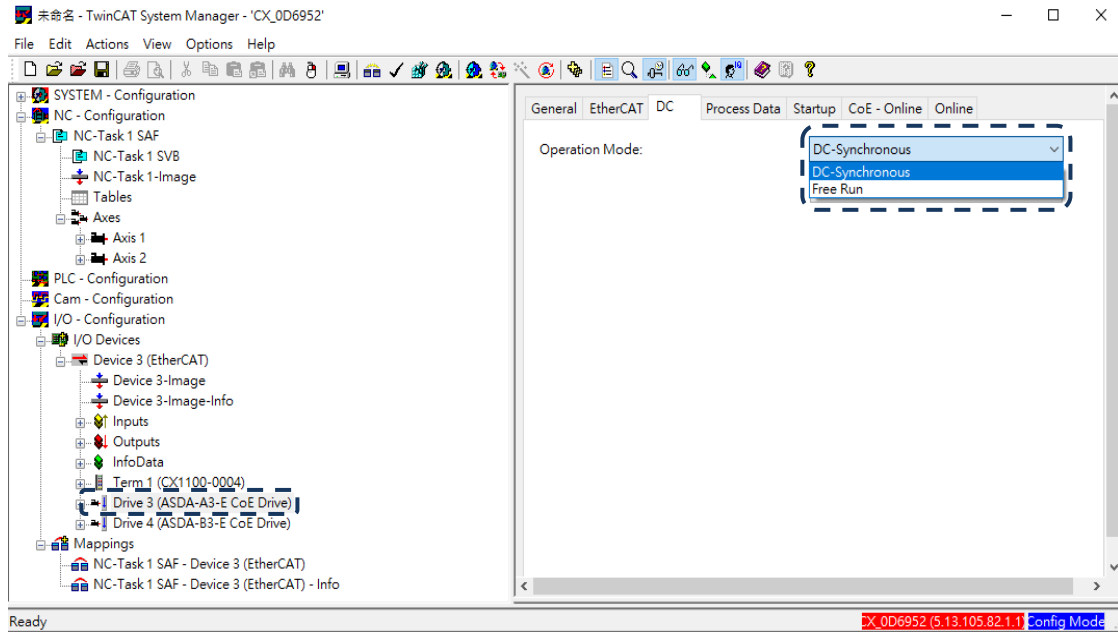 未命名 - TwinCAT System Manager - 'CX_0D6952'
File Edit Actions View Options Help
SYSTEM - Configuration
NC - Configuration
NC-Task 1 SAF
NC-Task 1 SVB
NC-Task 1-Image
Tables
Axes
Axis 1
Axis 2
PLC - Configuration
Cam - Configuration
I/O - Configuration
I/O Devices
Device 3 (EtherCAT)
Device 3-Image
Device 3-Image-Info
Inputs
Outputs
InfoData
Term 1 (CX1100-0004)
Drive 3 (ASDA-A3-E CoE Drive)
Drive 4 (ASDA-B3-E CoE Drive)
Mappings
NC-Task 1 SAF - Device 3 (EtherCAT)
NC-Task 1 SAF - Device 3 (EtherCAT) - Info
General EtherCAT DC Process Data Startup CoE - Online Online
Operation Mode: DC-Synchronous
DC-Synchronous
Free Run
Ready CX_0D6952 (5.13.105.82.1.1) Config Mode